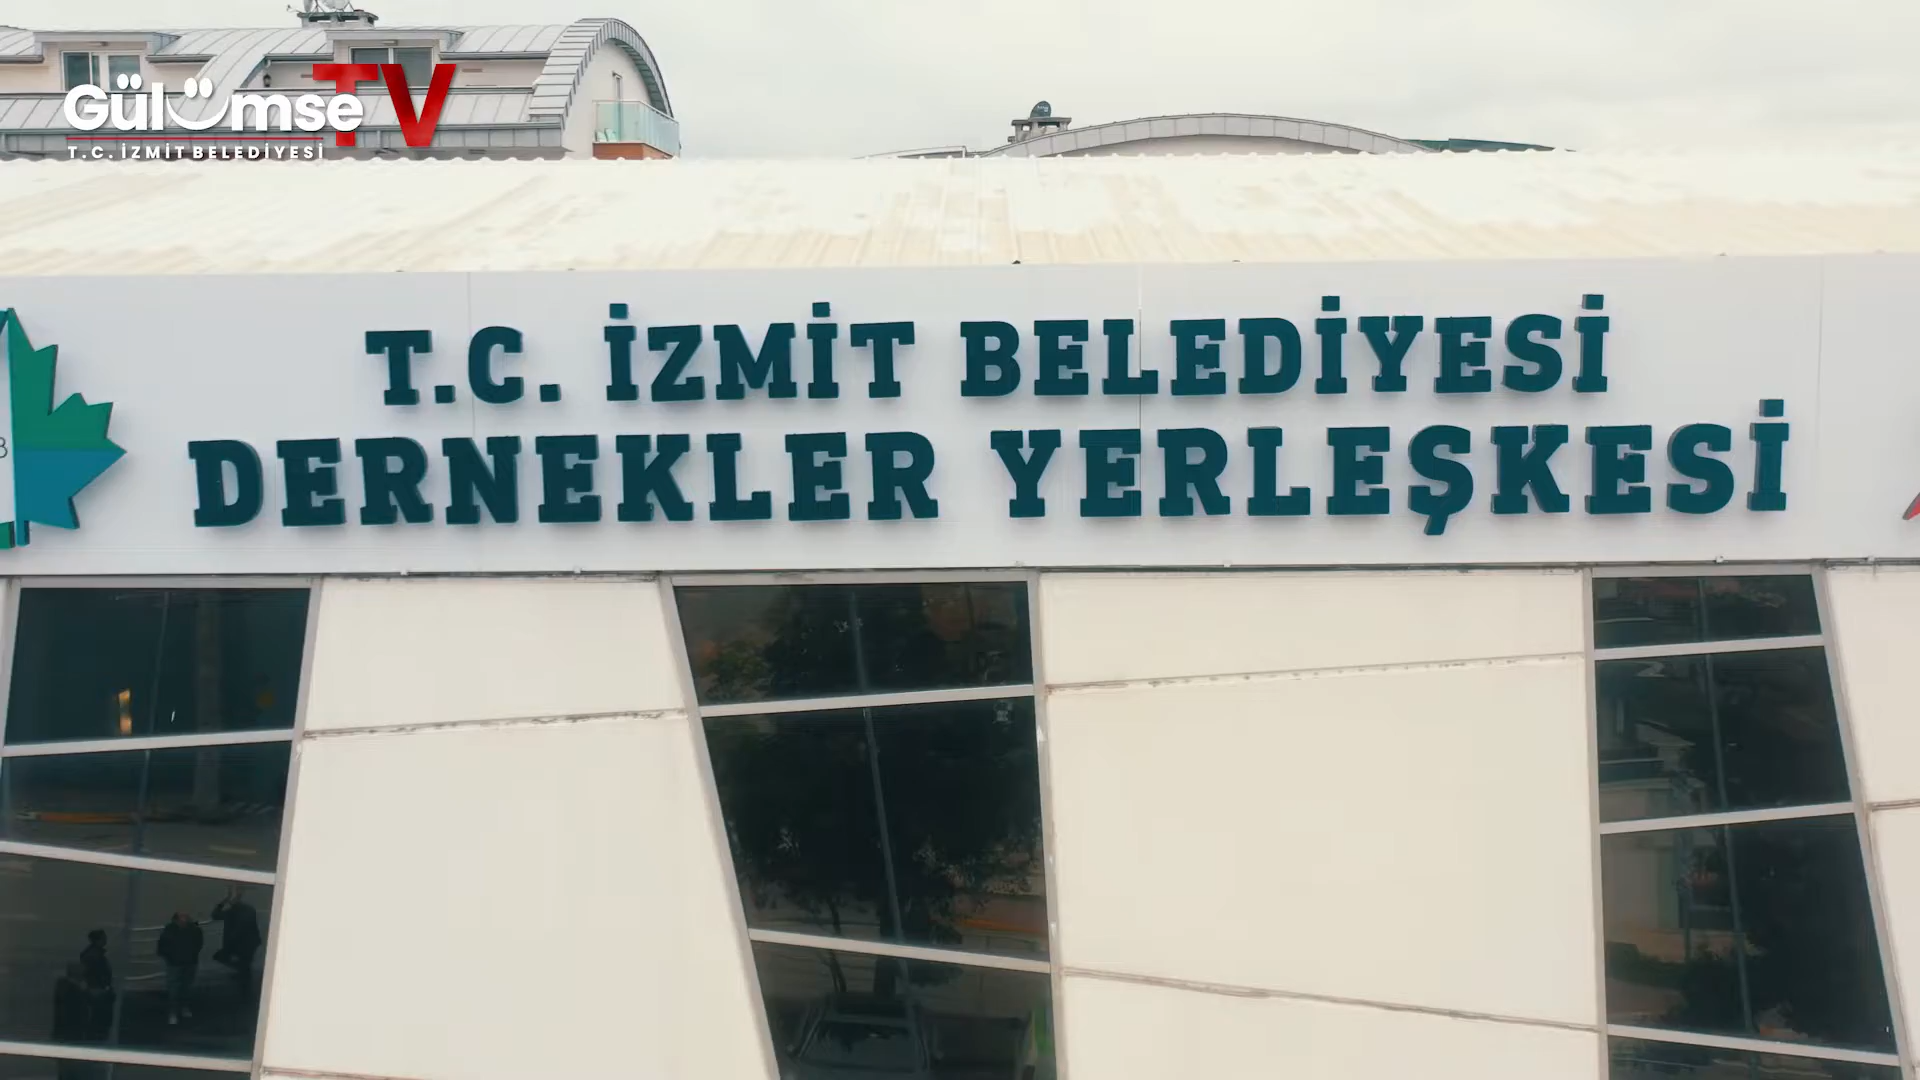 GülümseTV
T.C. İZMİT BELEDİYESİ
T.C. İZMİT BELEDİYESİ
DERNEKLER YERLEŞKESİ